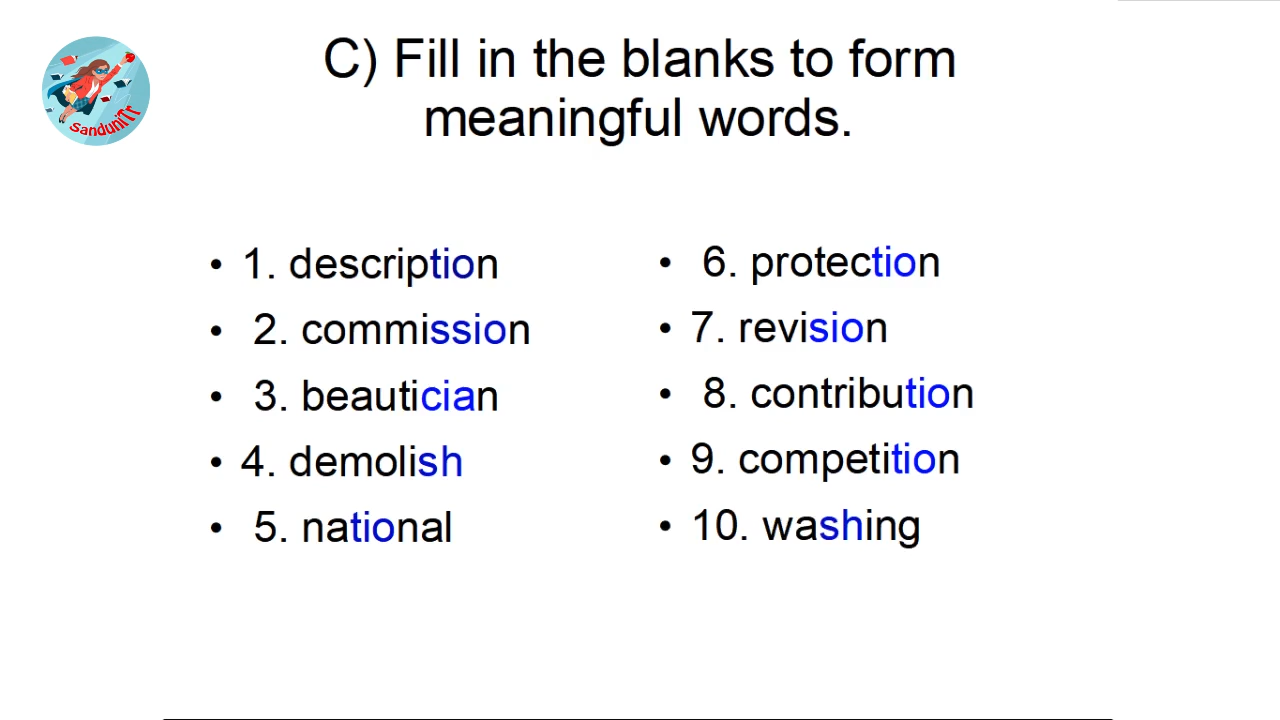 SanduniTr
C) Fill in the blanks to form
meaningful words.
• 1. description
• 2. commission
• 3. beautician
• 4. demolish
• 5. national
• 6. protection
• 7. revision
• 8. contribution
• 9. competition
• 10. washing